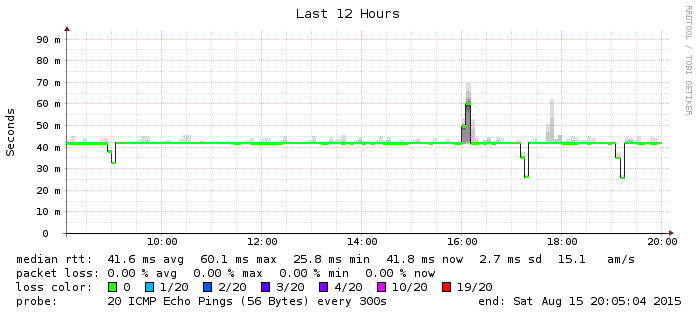 Last 12 Hours
RRDTOOL / TOBI OETIKER
Seconds
90 m
80 m
70 m
60 m
50 m
40 m
30 m
20 m
10 m
0
10:00 12:00 14:00 16:00 18:00 20:00
median rtt: 41.6 ms avg 60.1 ms max 25.8 ms min 41.8 ms now 2.7 ms sd 15.1 am/s
packet loss: 0.00 % avg 0.00 % max 0.00 % min 0.00 % now
loss color: 0 1/20 2/20 3/20 4/20 10/20 19/20
probe: 20 ICMP Echo Pings (56 Bytes) every 300s end: Sat Aug 15 20:05:04 2015